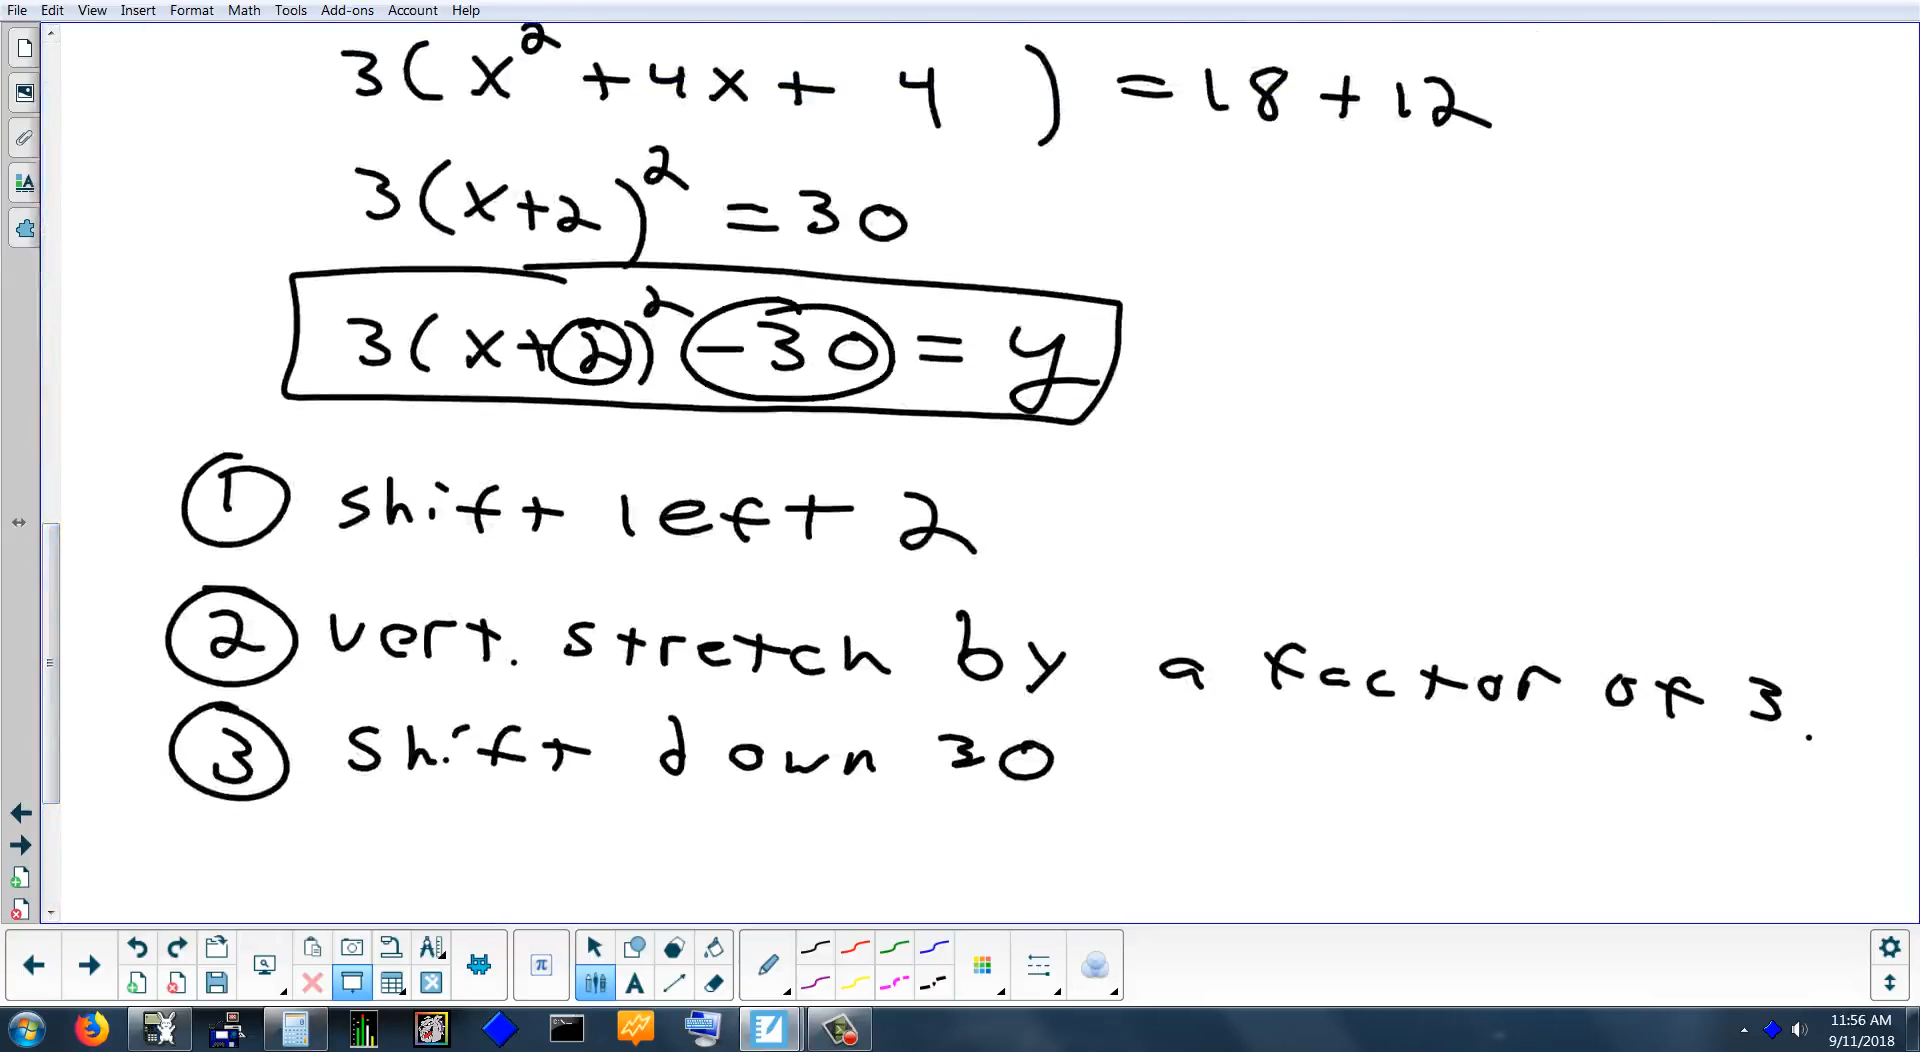 File Edit View Insert Format Math Tools Add-ons Account Help
3(x² +4x+ 4 ) =18+12
3(x+2)² =30
3(x+2)² -30 = y
1 shift left 2
2 vert. stretch by a factor of 3.
3 shift down 30
π
A
11:56 AM
9/11/2018